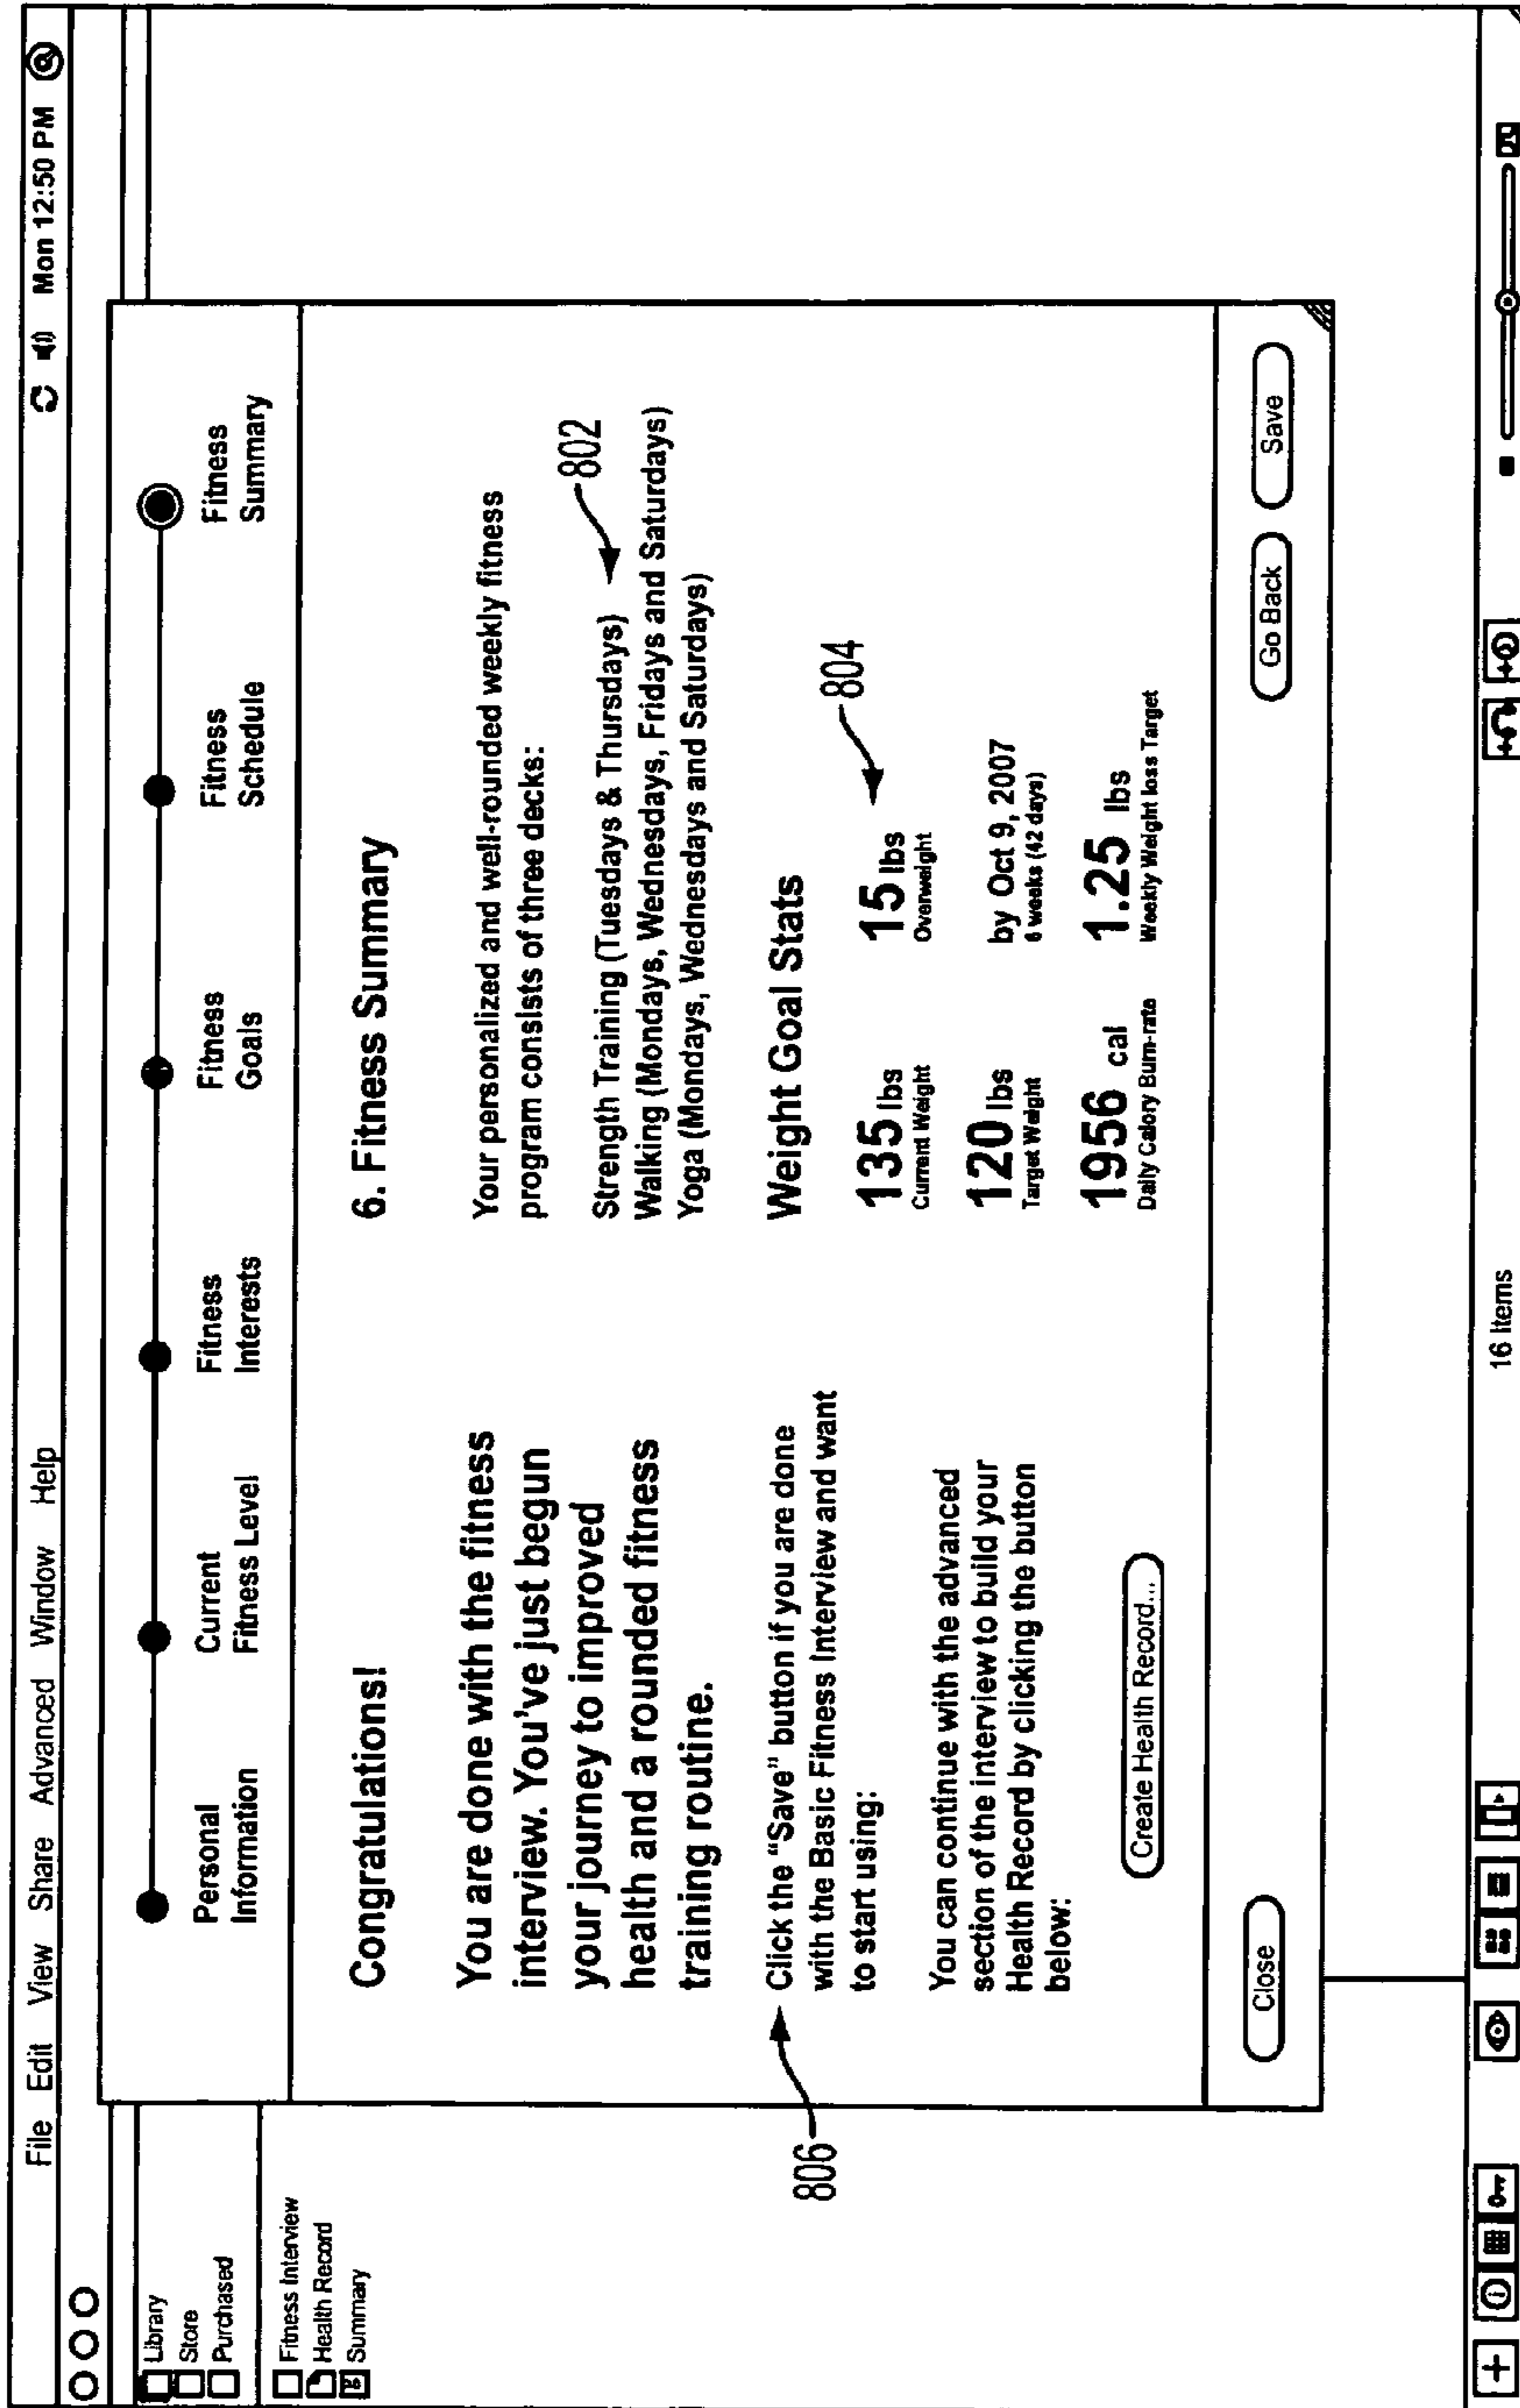 File Edit View Share Advanced Window Help
Mon 12:50 PM
Library
Store
Purchased
Fitness Interview
Health Record
Summary
Personal
Information
Current
Fitness Level
Fitness
Interests
Fitness
Goals
Fitness
Schedule
Fitness
Summary
Congratulations!
You are done with the fitness
interview. You've just begun
your journey to improved
health and a rounded fitness
training routine.
806
Click the “Save” button if you are done
with the Basic Fitness Interview and want
to start using:
You can continue with the advanced
section of the interview to build your
Health Record by clicking the button
below:
Create Health Record...
6. Fitness Summary
Your personalized and well-rounded weekly fitness
program consists of three decks:
802
Strength Training (Tuesdays & Thursdays)
Walking (Mondays, Wednesdays, Fridays and Saturdays)
Yoga (Mondays, Wednesdays and Saturdays)
Weight Goal Stats
804
135 lbs
Current Weight
15 lbs
Overweight
120 lbs
Target Weight
by Oct 9, 2007
6 weeks (42 days)
1956 cal
Daily Calory Burn-rate
1.25 lbs
Weekly Weight loss Target
Close
Go Back
Save
16 Items